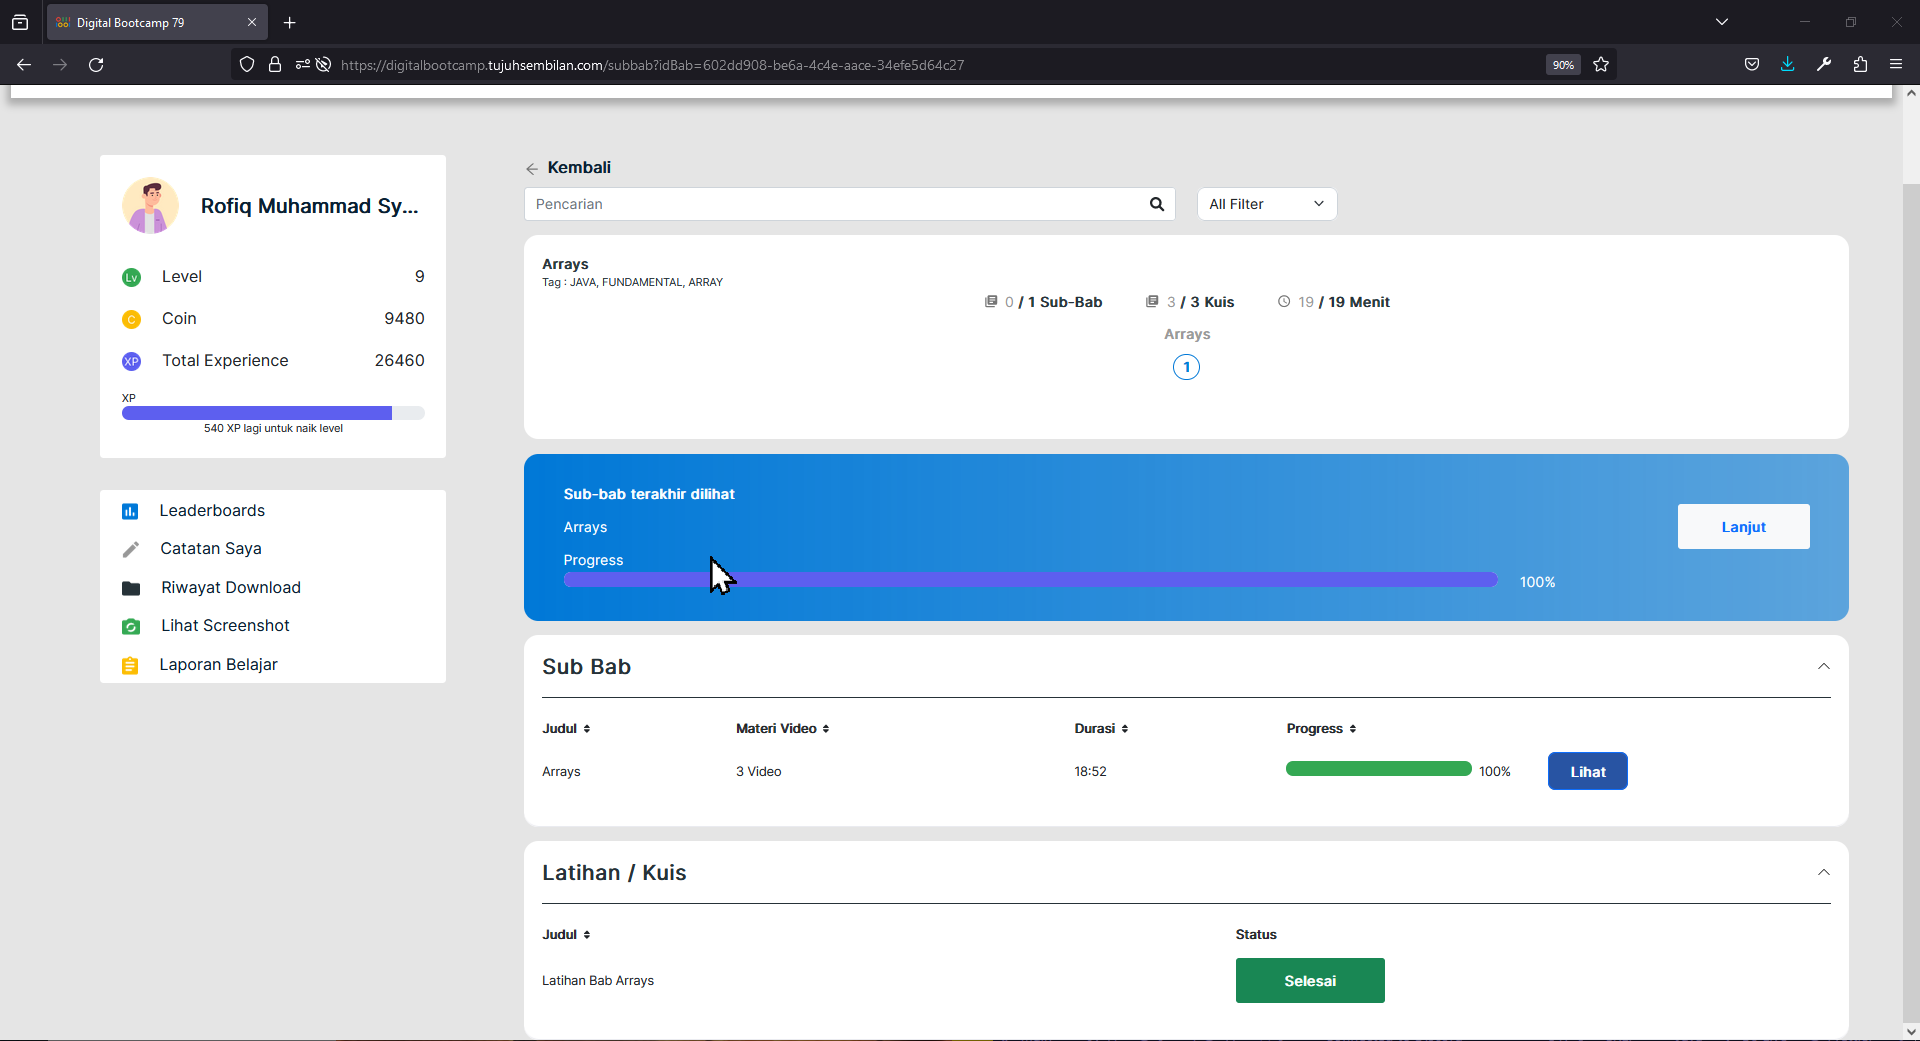 Digital Bootcamp 79
https://digitalbootcamp.tujuhsembilan.com/subbab?idBab=602dd908-be6a-4c4e-aace-34efe5d64c27
90%
Rofiq Muhammad Sy...
Lv Level 9
C Coin 9480
XP Total Experience 26460
XP
540 XP lagi untuk naik level
Leaderboards
Catatan Saya
Riwayat Download
Lihat Screenshot
Laporan Belajar
Kembali
Pencarian
All Filter
Arrays
Tag : JAVA, FUNDAMENTAL, ARRAY
0 / 1 Sub-Bab 3 / 3 Kuis 19 / 19 Menit
Arrays
1
Sub-bab terakhir dilihat
Arrays
Lanjut
Progress
100%
Sub Bab
Judul Materi Video Durasi Progress
Arrays 3 Video 18:52 100% Lihat
Latihan / Kuis
Judul Status
Latihan Bab Arrays Selesai